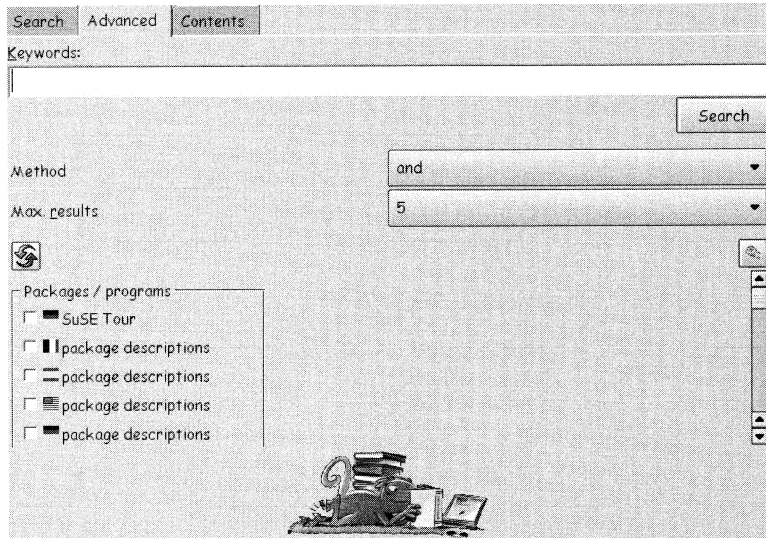 Search Advanced Contents
Keywords:
Search
Method and
Max. results 5
Packages / programs
SuSE Tour
package descriptions
package descriptions
package descriptions
package descriptions